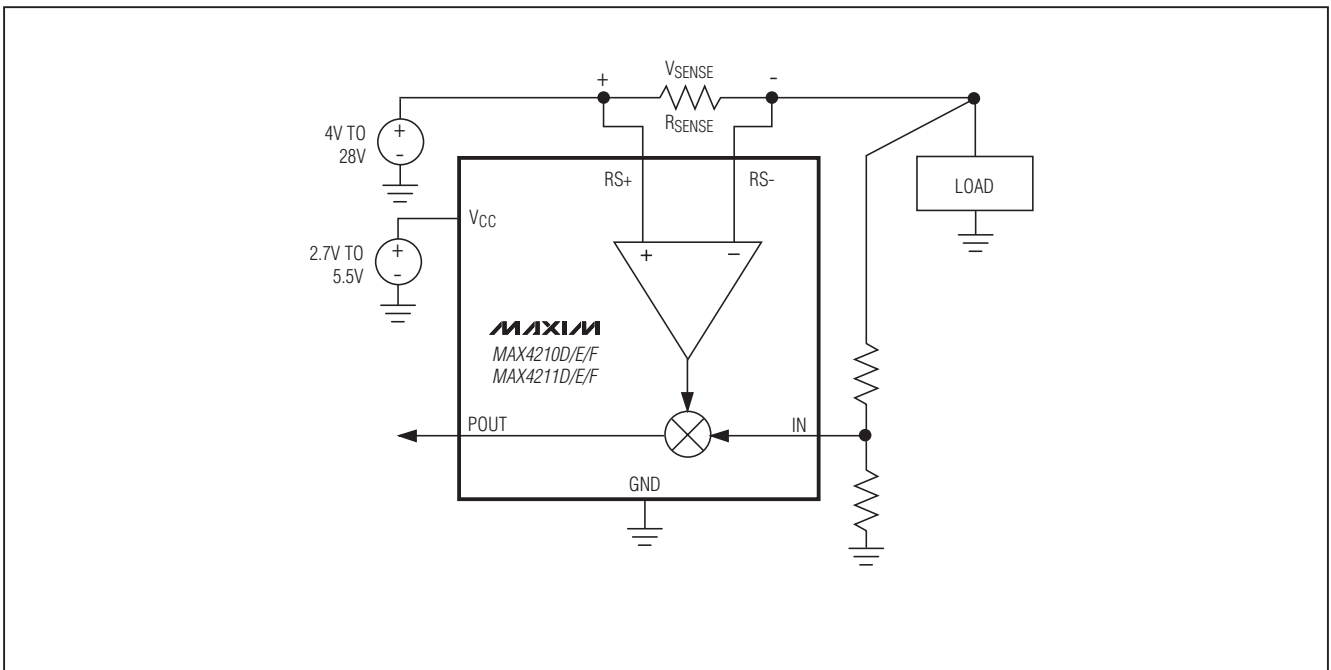 VSENSE
+ -
RSENSE
4V TO
28V
+
-
RS+ RS-
LOAD
VCC
2.7V TO
5.5V
+
-
+ −
MAXIM
MAX4210D/E/F
MAX4211D/E/F
POUT IN
GND